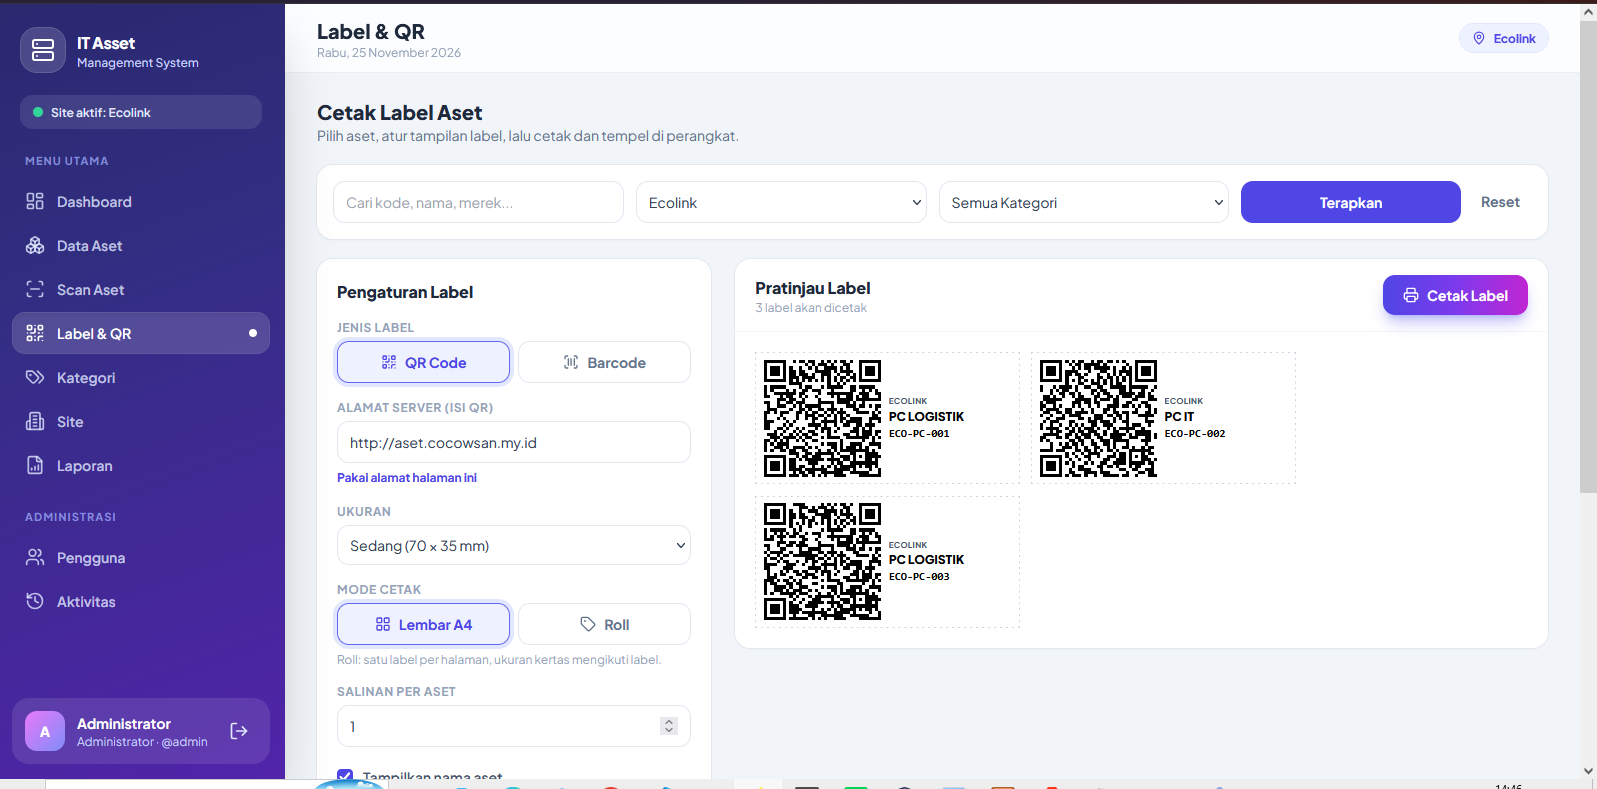 IT Asset
Management System
Site aktif: Ecolink
MENU UTAMA
Dashboard
Data Aset
Scan Aset
Label & QR
Kategori
Site
Laporan
ADMINISTRASI
Pengguna
Aktivitas
A
Administrator
Administrator · @admin
Label & QR
Rabu, 25 November 2026
Ecolink
Cetak Label Aset
Pilih aset, atur tampilan label, lalu cetak dan tempel di perangkat.
Cari kode, nama, merek...
Ecolink
Semua Kategori
Terapkan
Reset
Pengaturan Label
JENIS LABEL
QR Code
Barcode
ALAMAT SERVER (ISI QR)
http://aset.cocowsan.my.id
Pakai alamat halaman ini
UKURAN
Sedang (70 × 35 mm)
MODE CETAK
Lembar A4
Roll
Roll: satu label per halaman, ukuran kertas mengikuti label.
SALINAN PER ASET
1
Tampilkan nama aset
Pratinjau Label
3 label akan dicetak
Cetak Label
ECOLINK
PC LOGISTIK
ECO-PC-001
ECOLINK
PC IT
ECO-PC-002
ECOLINK
PC LOGISTIK
ECO-PC-003
14:46